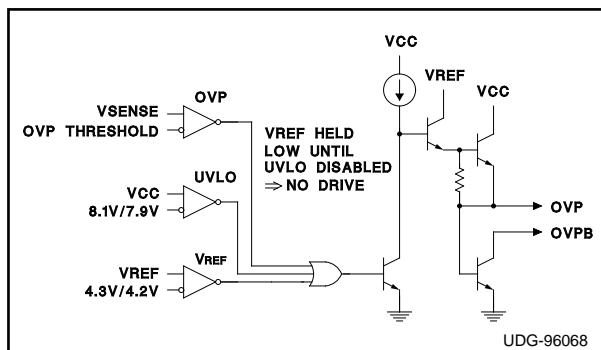 VCC
VREF
VCC
OVP
VSENSE
OVP THRESHOLD
VREF HELD
LOW UNTIL
UVLO DISABLED
⇒ NO DRIVE
UVLO
VCC
8.1V/7.9V
OVP
OVPB
VREF
VREF
4.3V/4.2V
UDG-96068